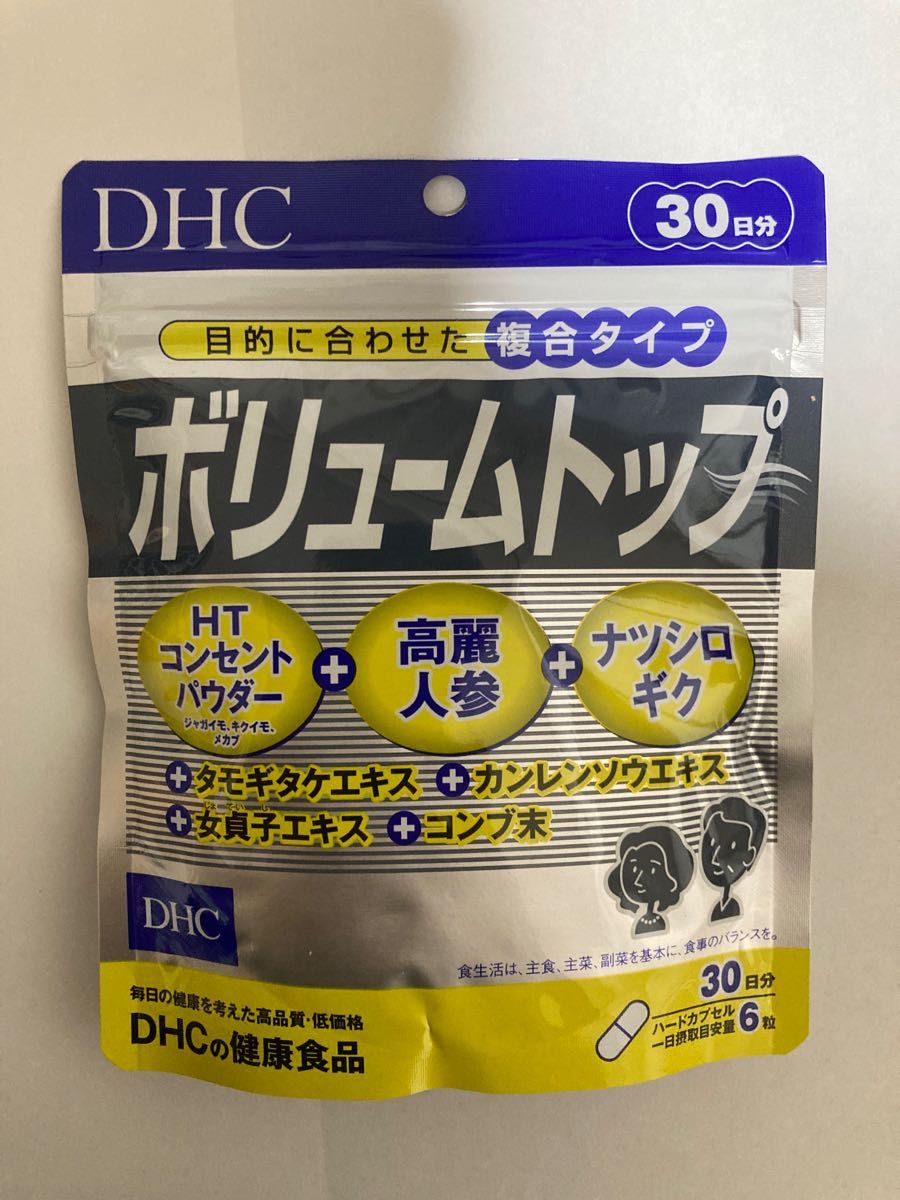 DHC
30日分
目的に合わせた 複合タイプ
ボリュームトップ
HT
コンセント
パウダー
ジャガイモ、キクイモ、
メカブ
+
高麗
人参
+
ナツシロ
ギク
+タモギタケエキス +カンレンソウエキス
じょ てい し
+女貞子エキス +コンブ末
DHC
食生活は、主食、主菜、副菜を基本に、食事のバランスを。
毎日の健康を考えた高品質・低価格
DHCの健康食品
30日分
ハードカプセル
一日摂取目安量 6粒